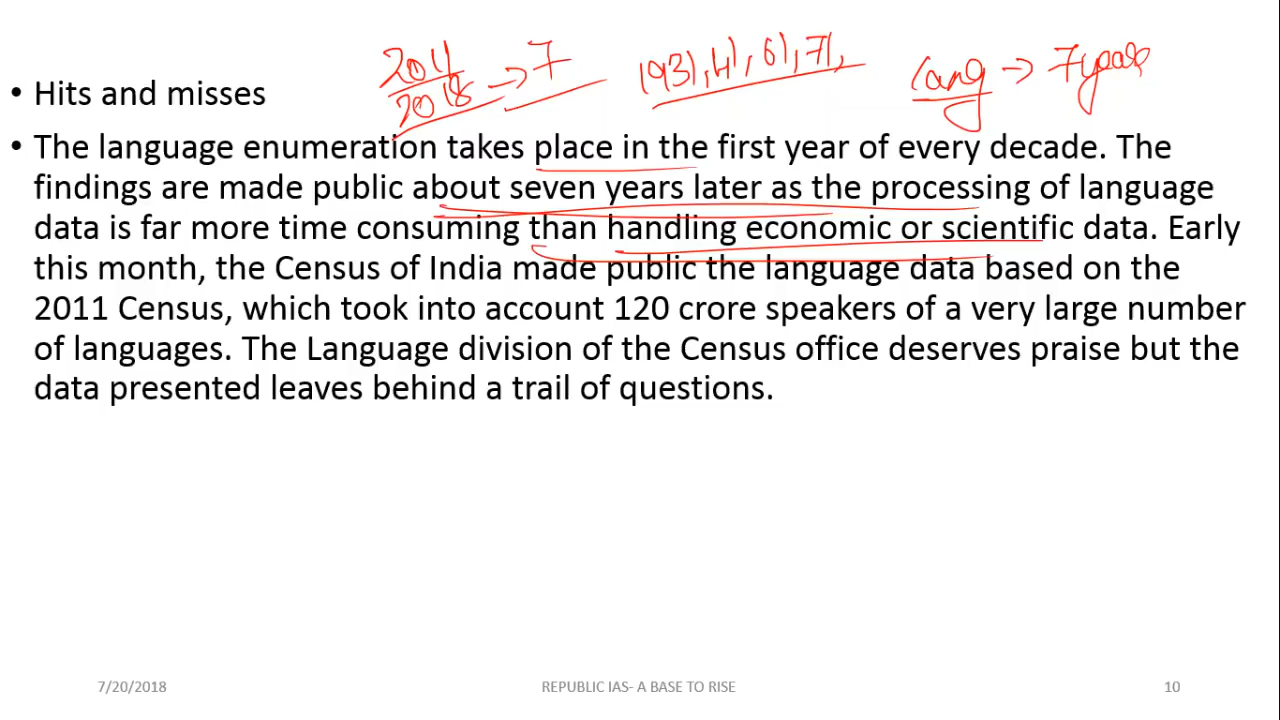 2011
2018 → 7
1931, 41, 61, 71,
lang → 7 years
• Hits and misses
• The language enumeration takes place in the first year of every decade. The
findings are made public about seven years later as the processing of language
data is far more time consuming than handling economic or scientific data. Early
this month, the Census of India made public the language data based on the
2011 Census, which took into account 120 crore speakers of a very large number
of languages. The Language division of the Census office deserves praise but the
data presented leaves behind a trail of questions.
7/20/2018
REPUBLIC IAS- A BASE TO RISE
10